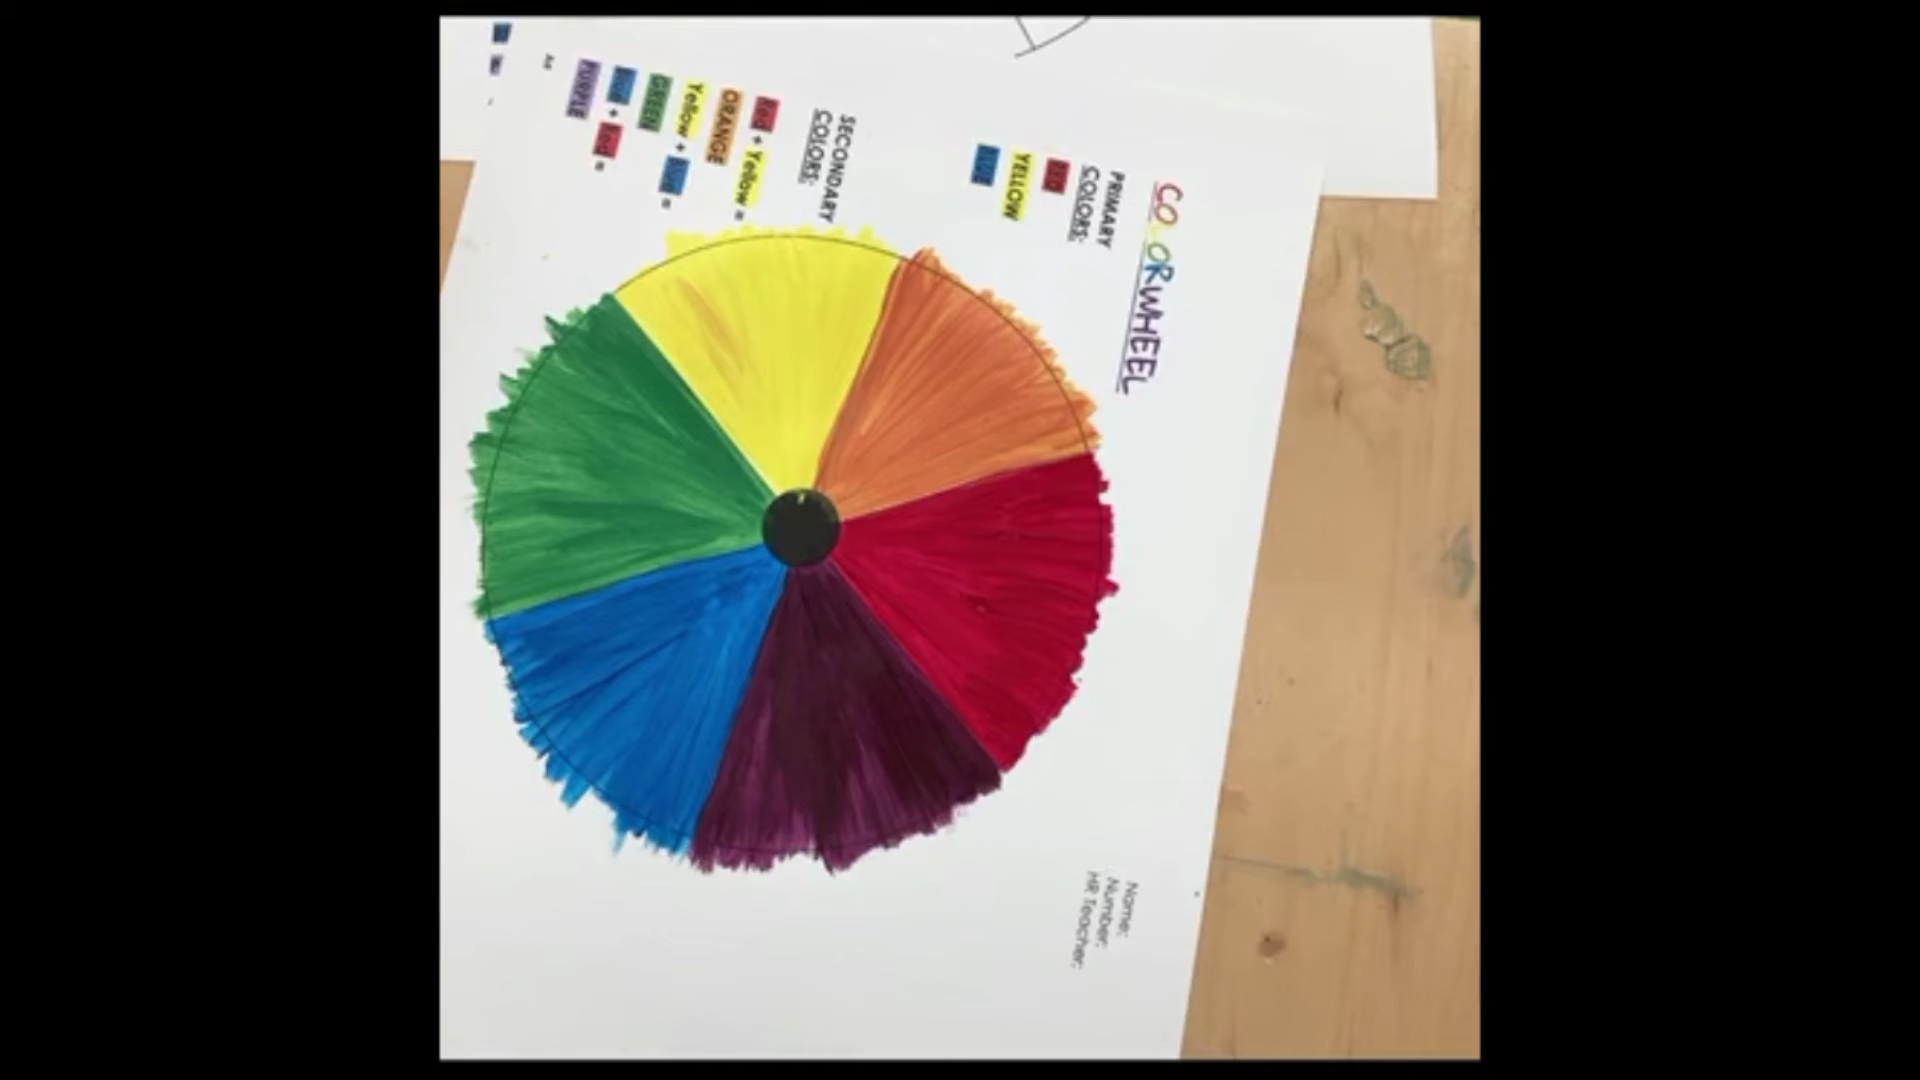 COLORWHEEL
PRIMARY
COLORS:
RED
YELLOW
BLUE
SECONDARY
COLORS:
Red + Yellow =
ORANGE
Yellow + Blue =
GREEN
Blue + Red =
PURPLE
Name:
Number:
HR Teacher: